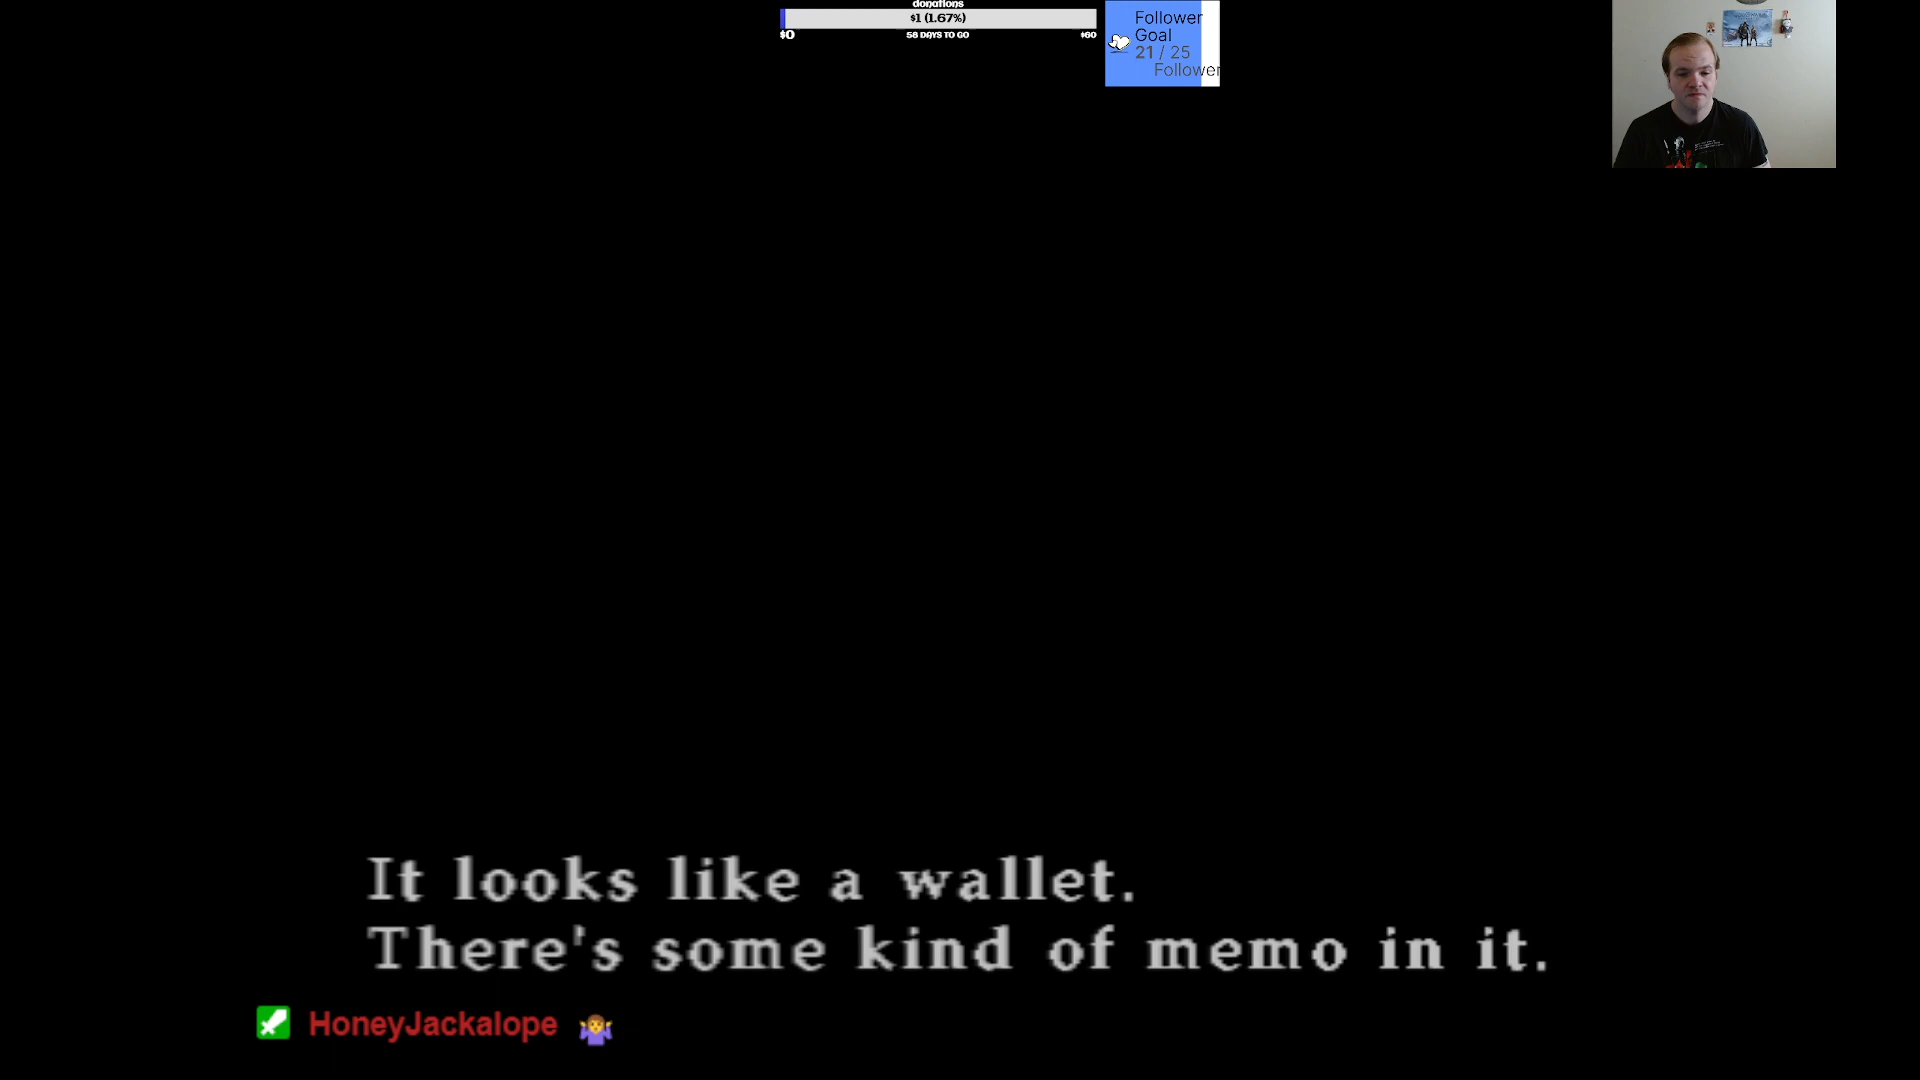 donations
$1 (1.67%)
$0
58 DAYS TO GO
$60
Follower
Goal
21 / 25
Follower
It looks like a wallet.
There's some kind of memo in it.
HoneyJackalope